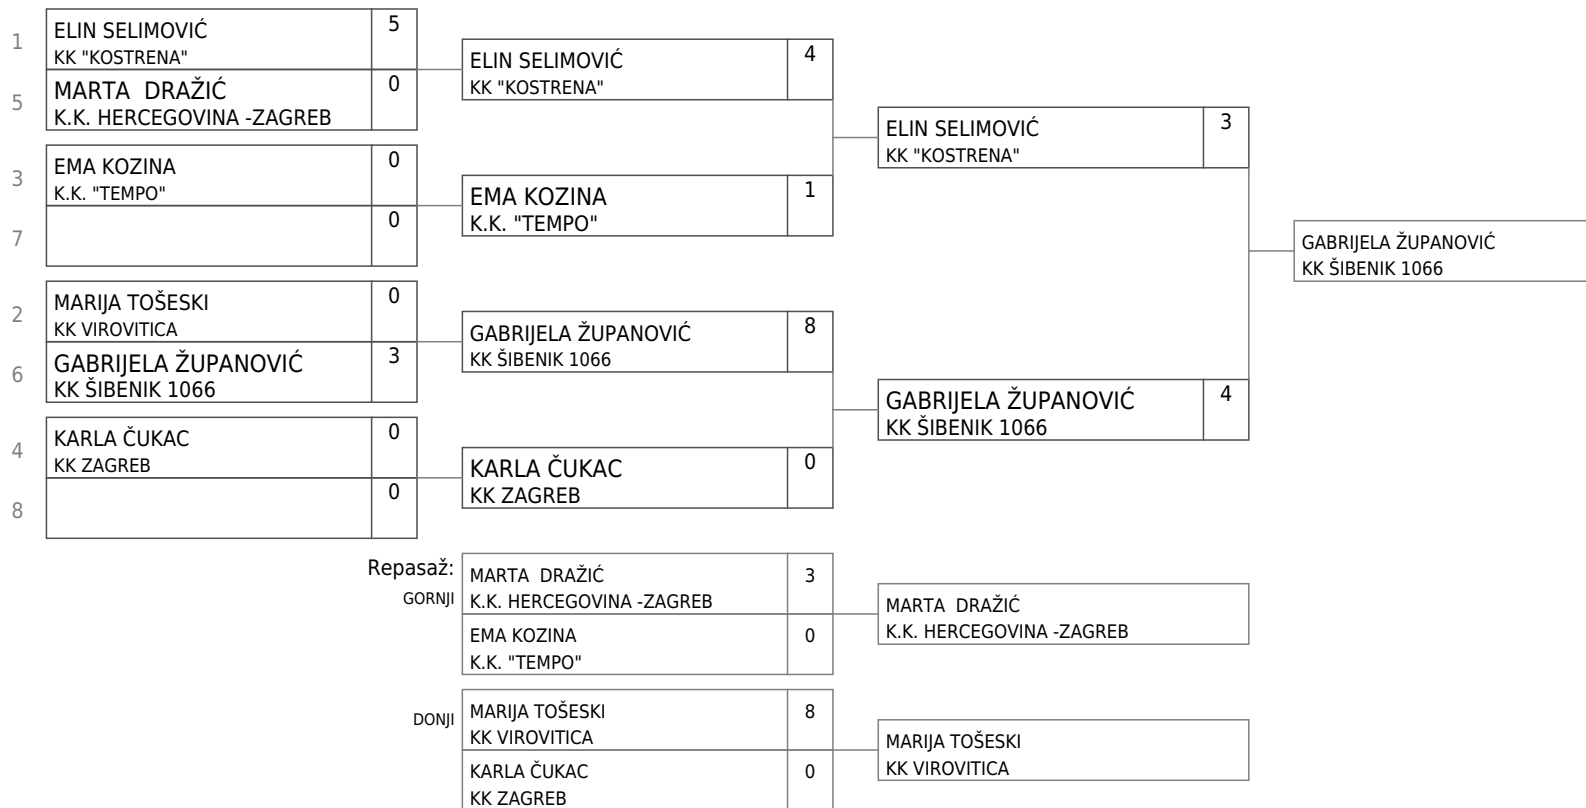 1
ELIN SELIMOVIĆ
KK "KOSTRENA"
5
5
MARTA  DRAŽIĆ
K.K. HERCEGOVINA -ZAGREB
0
3
EMA KOZINA
K.K. "TEMPO"
0
7
0
2
MARIJA TOŠESKI
KK VIROVITICA
0
6
GABRIJELA ŽUPANOVIĆ
KK ŠIBENIK 1066
3
4
KARLA ČUKAC
KK ZAGREB
0
8
0
ELIN SELIMOVIĆ
KK "KOSTRENA"
4
EMA KOZINA
K.K. "TEMPO"
1
GABRIJELA ŽUPANOVIĆ
KK ŠIBENIK 1066
8
KARLA ČUKAC
KK ZAGREB
0
ELIN SELIMOVIĆ
KK "KOSTRENA"
3
GABRIJELA ŽUPANOVIĆ
KK ŠIBENIK 1066
4
GABRIJELA ŽUPANOVIĆ
KK ŠIBENIK 1066
Repasaž:
GORNJI
MARTA  DRAŽIĆ
K.K. HERCEGOVINA -ZAGREB
3
EMA KOZINA
K.K. "TEMPO"
0
MARTA  DRAŽIĆ
K.K. HERCEGOVINA -ZAGREB
DONJI
MARIJA TOŠESKI
KK VIROVITICA
8
KARLA ČUKAC
KK ZAGREB
0
MARIJA TOŠESKI
KK VIROVITICA